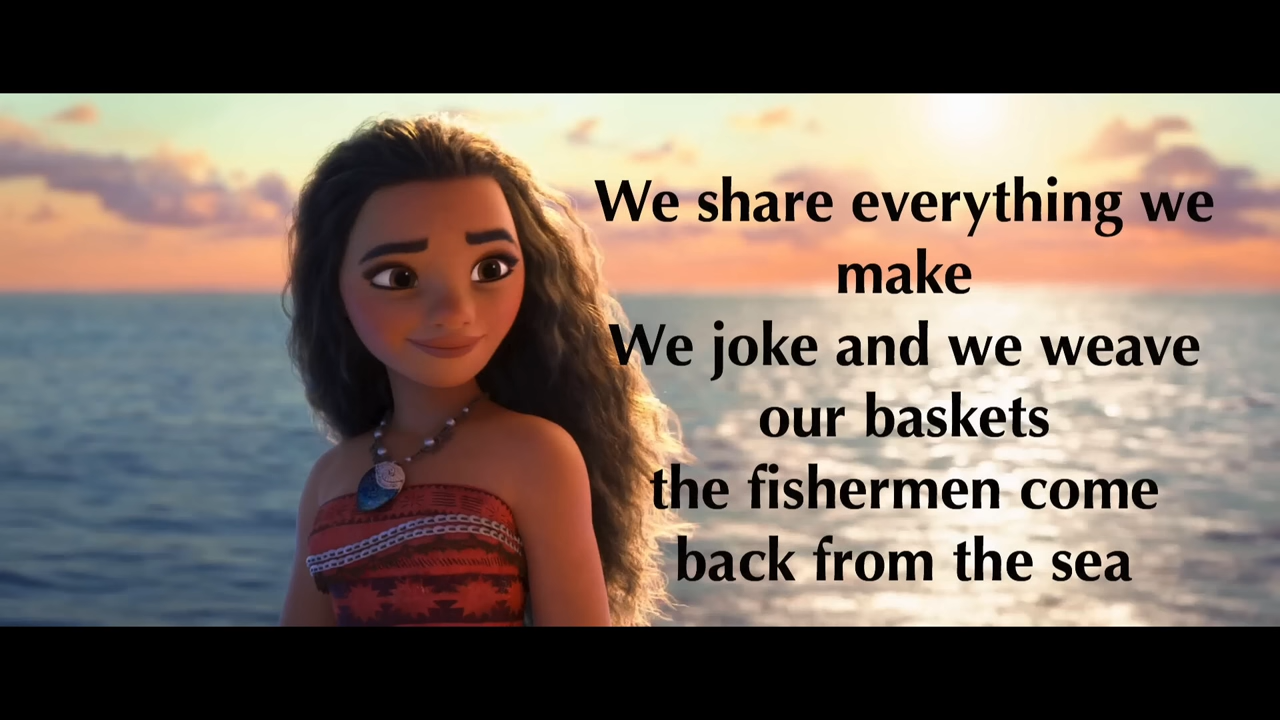 We share everything we
make
We joke and we weave
our baskets
the fishermen come
back from the sea